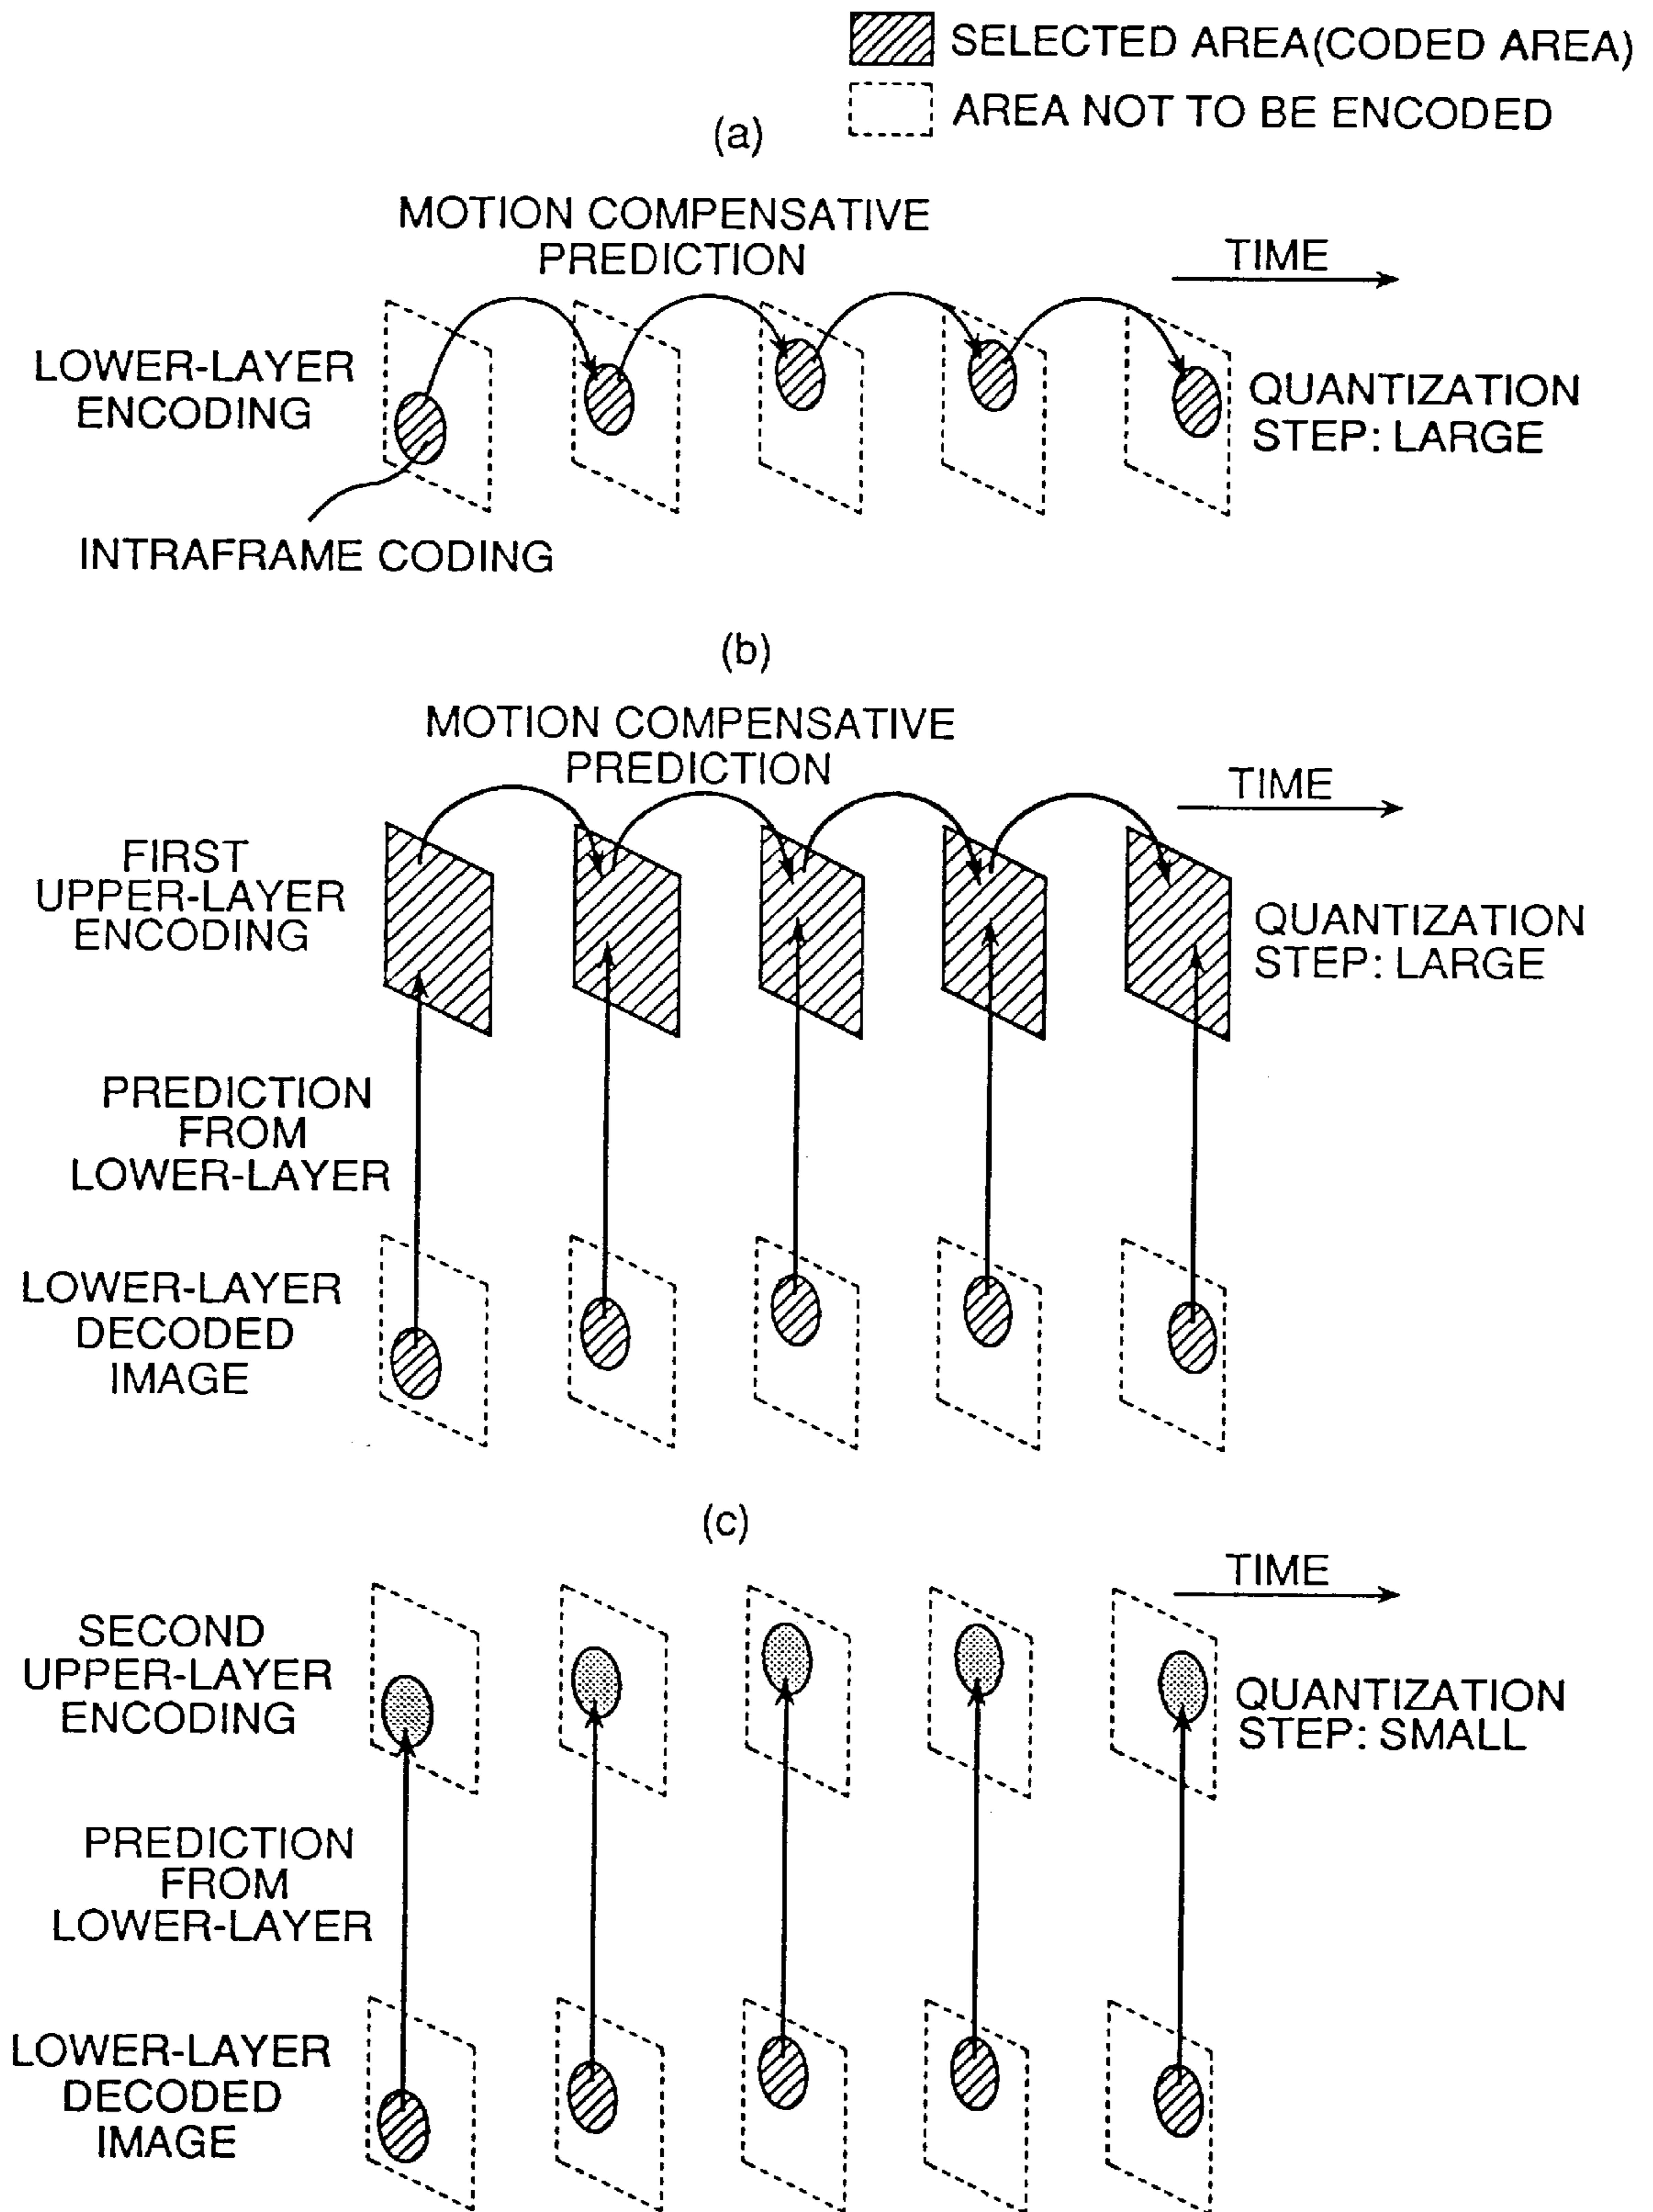 SELECTED AREA(CODED AREA)
AREA NOT TO BE ENCODED
(a)
MOTION COMPENSATIVE
PREDICTION
TIME
LOWER-LAYER
ENCODING
QUANTIZATION
STEP: LARGE
INTRAFRAME CODING
(b)
MOTION COMPENSATIVE
PREDICTION
TIME
FIRST
UPPER-LAYER
ENCODING
QUANTIZATION
STEP: LARGE
PREDICTION
FROM
LOWER-LAYER
LOWER-LAYER
DECODED
IMAGE
(c)
TIME
SECOND
UPPER-LAYER
ENCODING
QUANTIZATION
STEP: SMALL
PREDICTION
FROM
LOWER-LAYER
LOWER-LAYER
DECODED
IMAGE